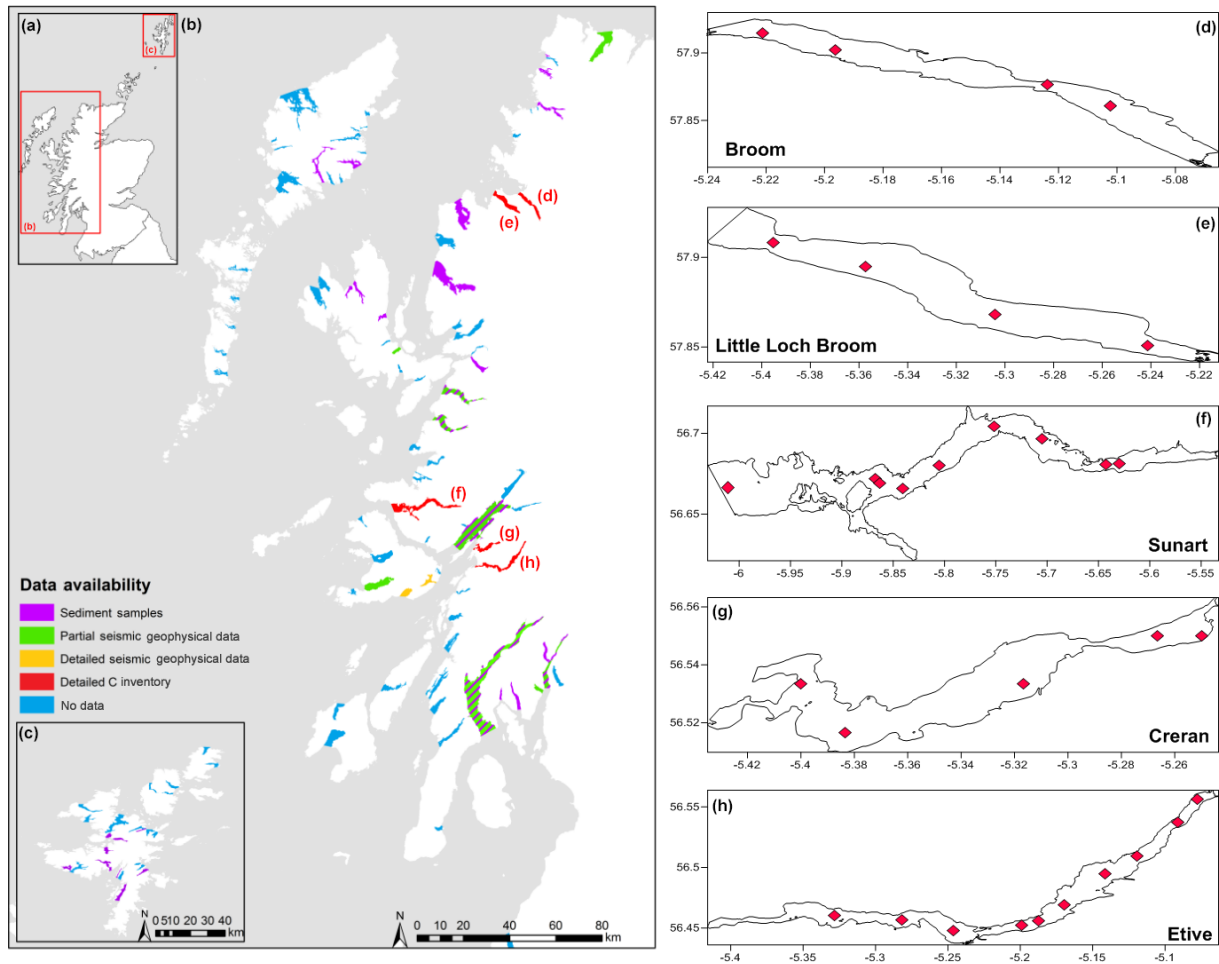 (a)
(c)
(b)
(b)
(d)
(e)
(f)
(g)
(h)
Data availability
Sediment samples
Partial seismic geophysical data
Detailed seismic geophysical data
Detailed C inventory
No data
(c)
N
0 510 20 30 40
km
N
0 20 40 60 80
km
(d)
57.9
57.85
Broom
-5.24 -5.22 -5.2 -5.18 -5.16 -5.14 -5.12 -5.1 -5.08
(e)
57.9
57.85
Little Loch Broom
-5.42 -5.4 -5.38 -5.36 -5.34 -5.32 -5.3 -5.28 -5.26 -5.24 -5.22
(f)
56.7
56.65
Sunart
-6 -5.95 -5.9 -5.85 -5.8 -5.75 -5.7 -5.65 -5.6 -5.55
(g)
56.56
56.54
56.52
Creran
-5.42 -5.4 -5.38 -5.36 -5.34 -5.32 -5.3 -5.28 -5.26
(h)
56.55
56.5
56.45
Etive
-5.4 -5.35 -5.3 -5.25 -5.2 -5.15 -5.1